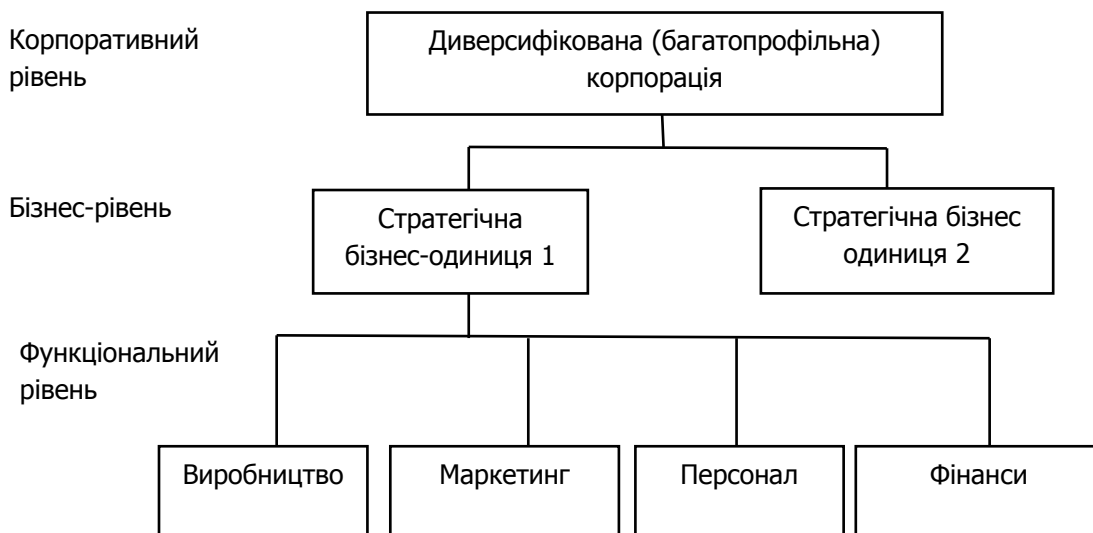 Корпоративний
рівень
Диверсифікована (багатопрофільна)
корпорація
Бізнес-рівень
Стратегічна
бізнес-одиниця 1
Стратегічна бізнес
одиниця 2
Функціональний
рівень
Виробництво
Маркетинг
Персонал
Фінанси